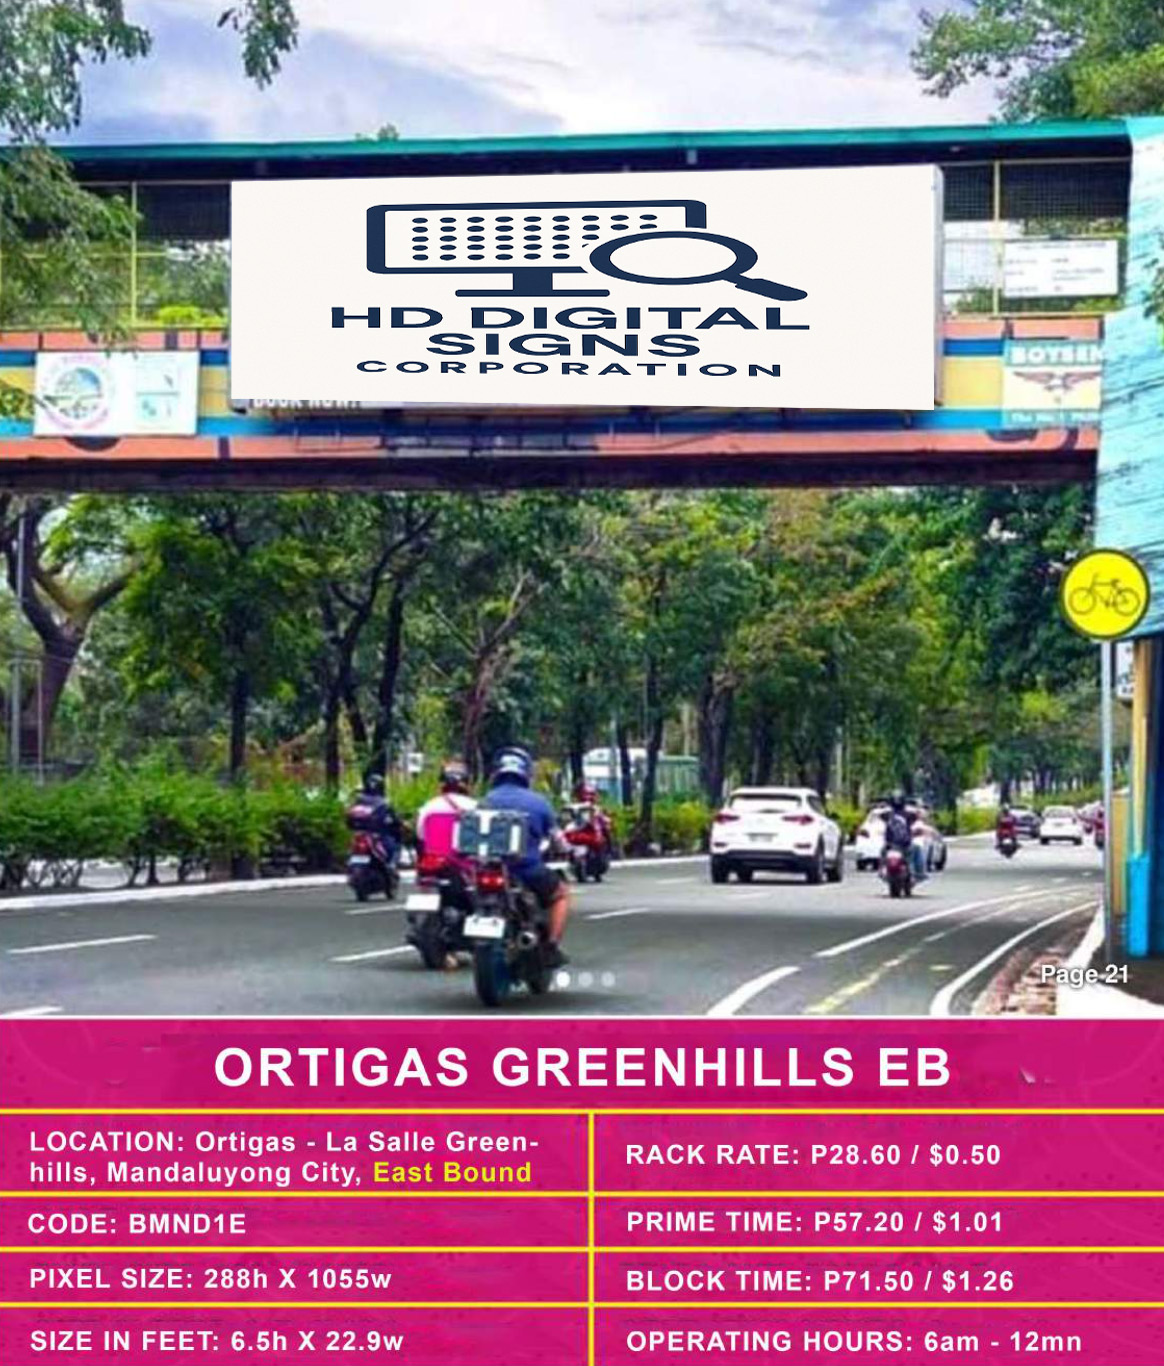 HD DIGITAL
SIGNS
CORPORATION
BOOK NOW!
BOYSEN
Page 21
ORTIGAS GREENHILLS EB
LOCATION: Ortigas - La Salle Green-
hills, Mandaluyong City, East Bound
CODE: BMND1E
PIXEL SIZE: 288h X 1055w
SIZE IN FEET: 6.5h X 22.9w
RACK RATE: P28.60 / $0.50
PRIME TIME: P57.20 / $1.01
BLOCK TIME: P71.50 / $1.26
OPERATING HOURS: 6am - 12mn